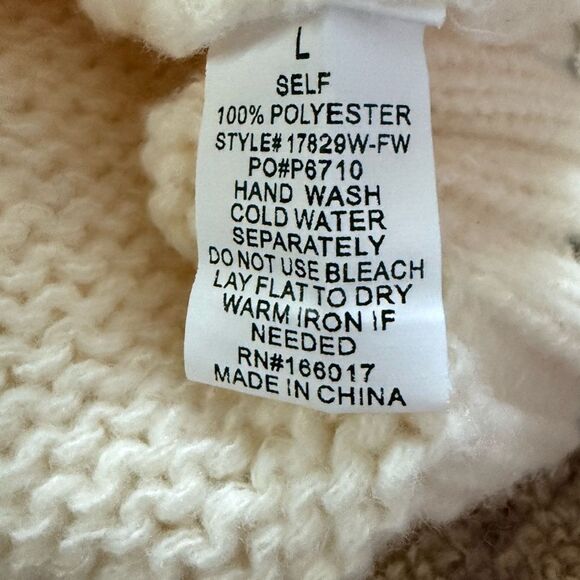 L
SELF
100% POLYESTER
STYLE# 17829W-FW
PO#P6710
HAND WASH
COLD WATER
SEPARATELY
DO NOT USE BLEACH
LAY FLAT TO DRY
WARM IRON IF
NEEDED
RN#166017
MADE IN CHINA